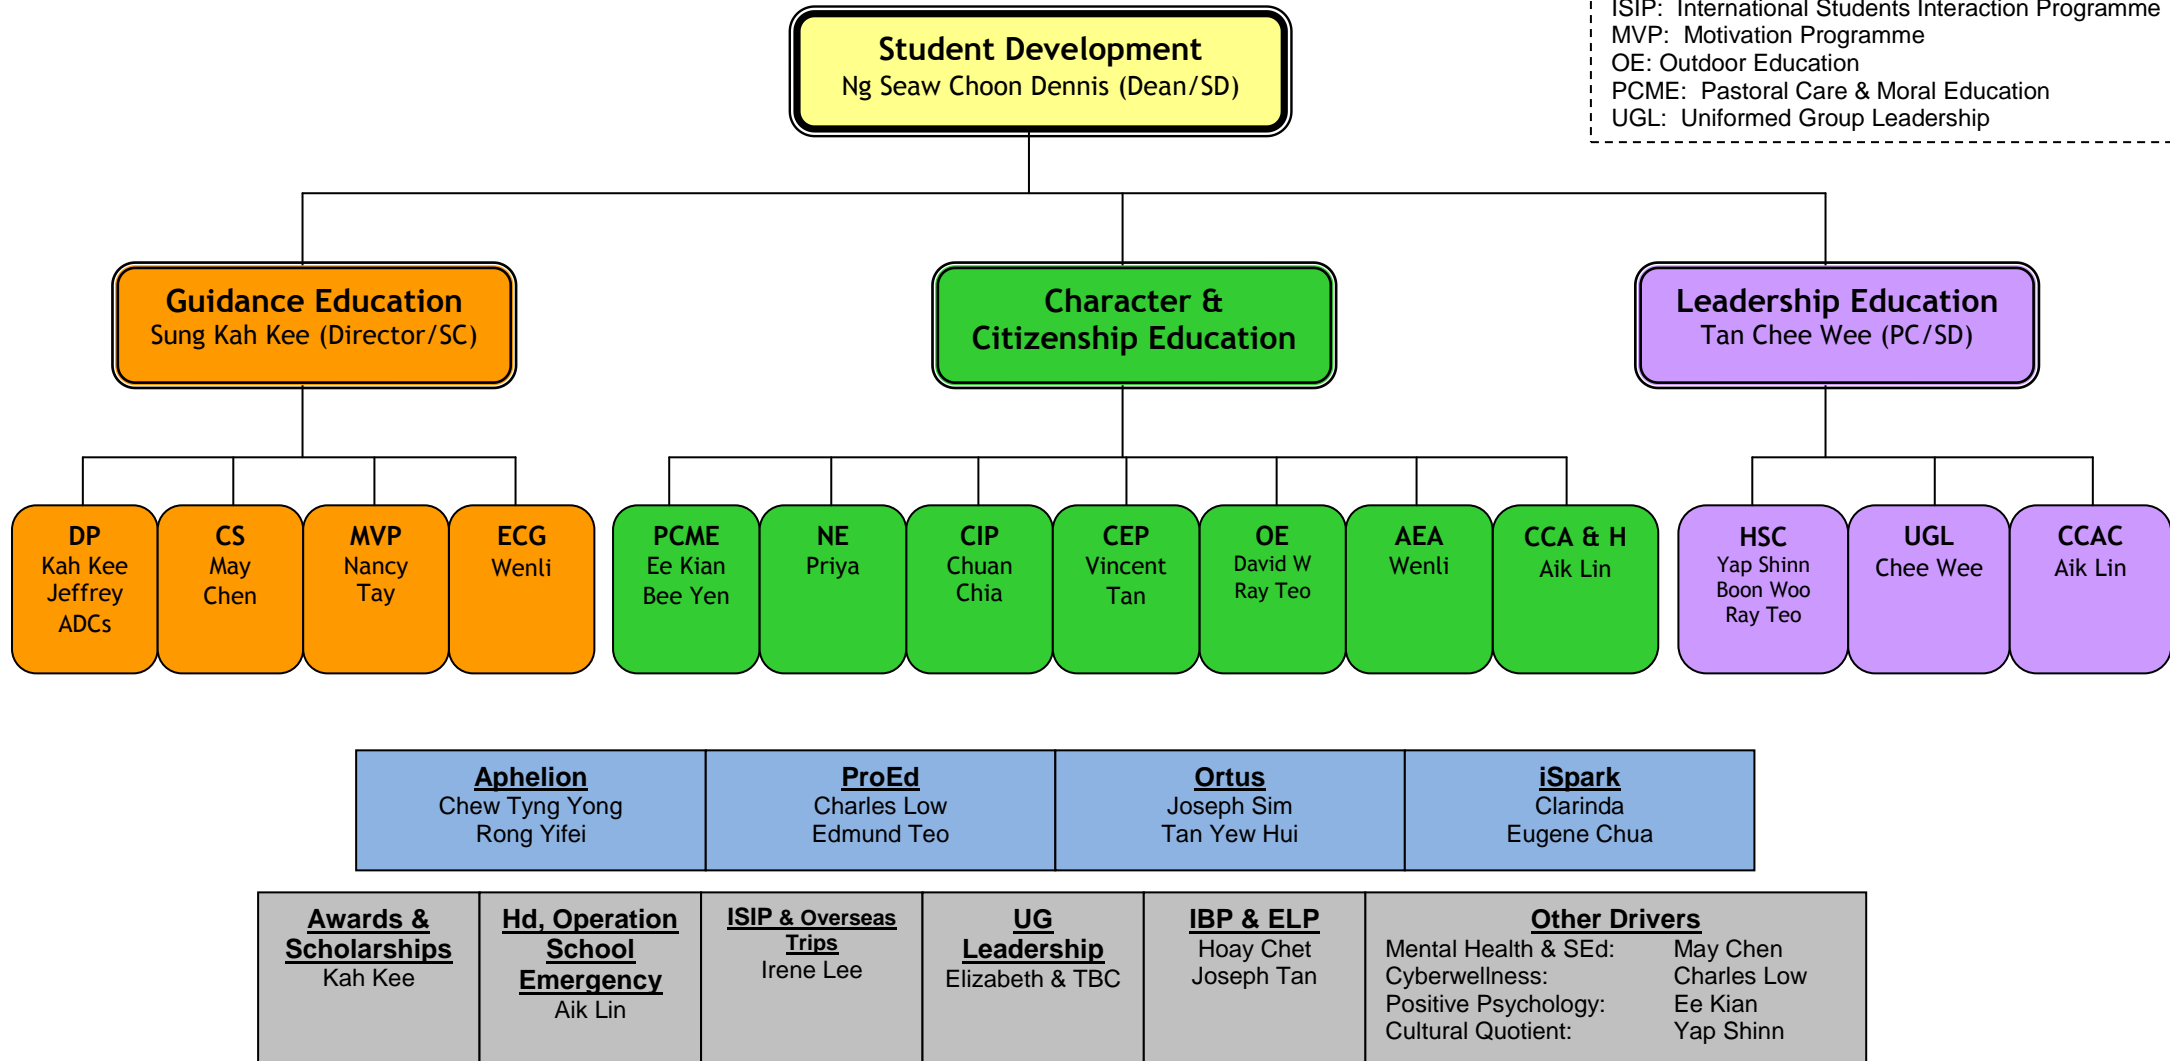 ISIP: International Students Interaction Programme
MVP: Motivation Programme
OE: Outdoor Education
PCME: Pastoral Care & Moral Education
UGL: Uniformed Group Leadership
Student Development
Ng Seaw Choon Dennis (Dean/SD)
Guidance Education
Sung Kah Kee (Director/SC)
Character &
Citizenship Education
Leadership Education
Tan Chee Wee (PC/SD)
DP
Kah Kee
Jeffrey
ADCs
CS
May
Chen
MVP
Nancy
Tay
ECG
Wenli
PCME
Ee Kian
Bee Yen
NE
Priya
CIP
Chuan
Chia
CEP
Vincent
Tan
OE
David W
Ray Teo
AEA
Wenli
CCA & H
Aik Lin
HSC
Yap Shinn
Boon Woo
Ray Teo
UGL
Chee Wee
CCAC
Aik Lin
Aphelion
Chew Tyng Yong
Rong Yifei
ProEd
Charles Low
Edmund Teo
Ortus
Joseph Sim
Tan Yew Hui
iSpark
Clarinda
Eugene Chua
Awards &
Scholarships
Kah Kee
Hd, Operation
School
Emergency
Aik Lin
ISIP & Overseas
Trips
Irene Lee
UG
Leadership
Elizabeth & TBC
IBP & ELP
Hoay Chet
Joseph Tan
Other Drivers
Mental Health & SEd: May Chen
Cyberwellness: Charles Low
Positive Psychology: Ee Kian
Cultural Quotient: Yap Shinn